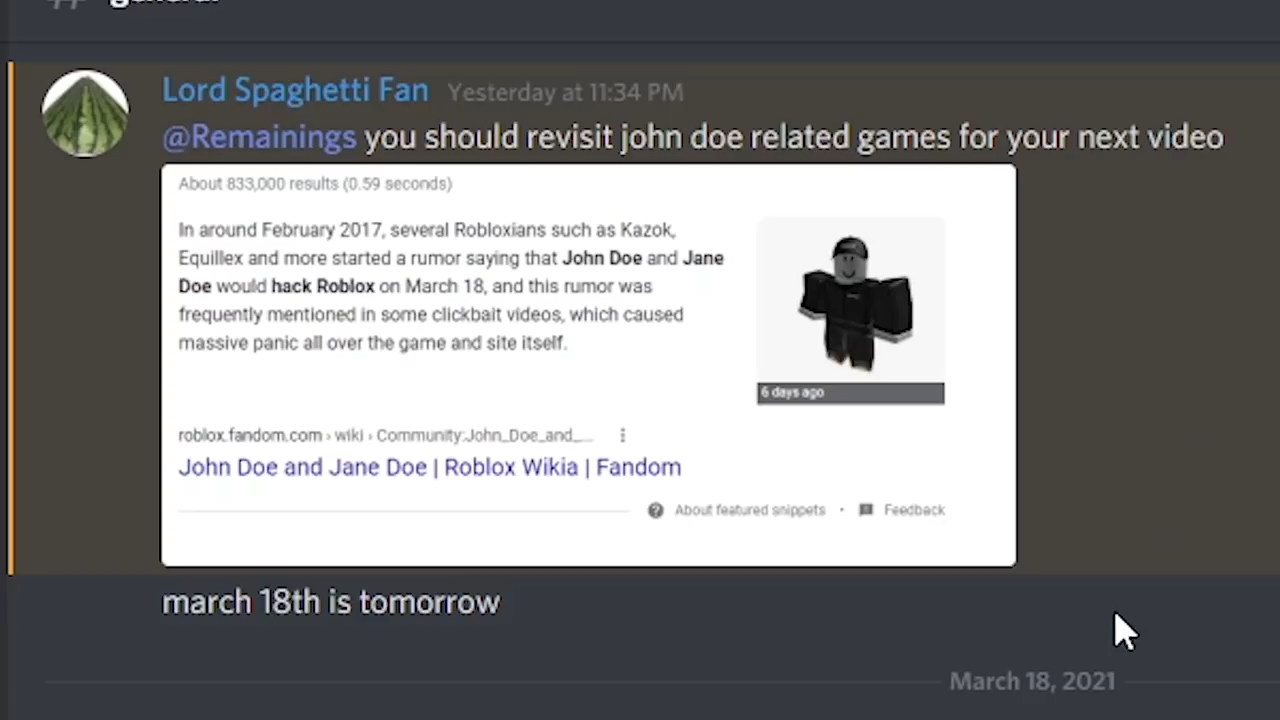 general
Lord Spaghetti Fan Yesterday at 11:34 PM
@Remainings you should revisit john doe related games for your next video
About 833,000 results (0.59 seconds)
In around February 2017, several Robloxians such as Kazok,
Equillex and more started a rumor saying that John Doe and Jane
Doe would hack Roblox on March 18, and this rumor was
frequently mentioned in some clickbait videos, which caused
massive panic all over the game and site itself.
6 days ago
roblox.fandom.com › wiki › Community:John_Doe_and_...
John Doe and Jane Doe | Roblox Wikia | Fandom
About featured snippets • Feedback
march 18th is tomorrow
March 18, 2021